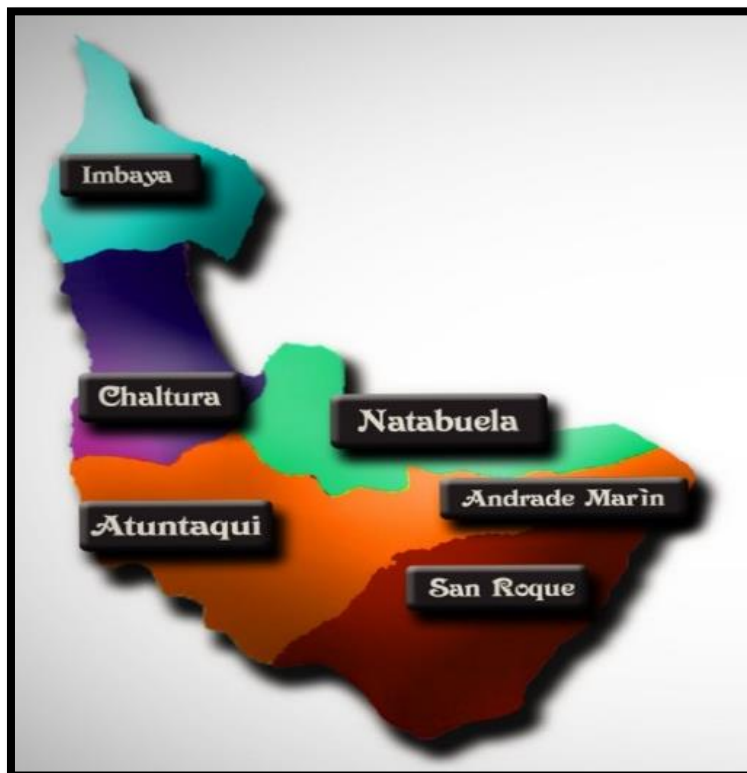 Imbaya
Chaltura
Natabuela
Andrade Marìn
Atuntaqui
San Roque